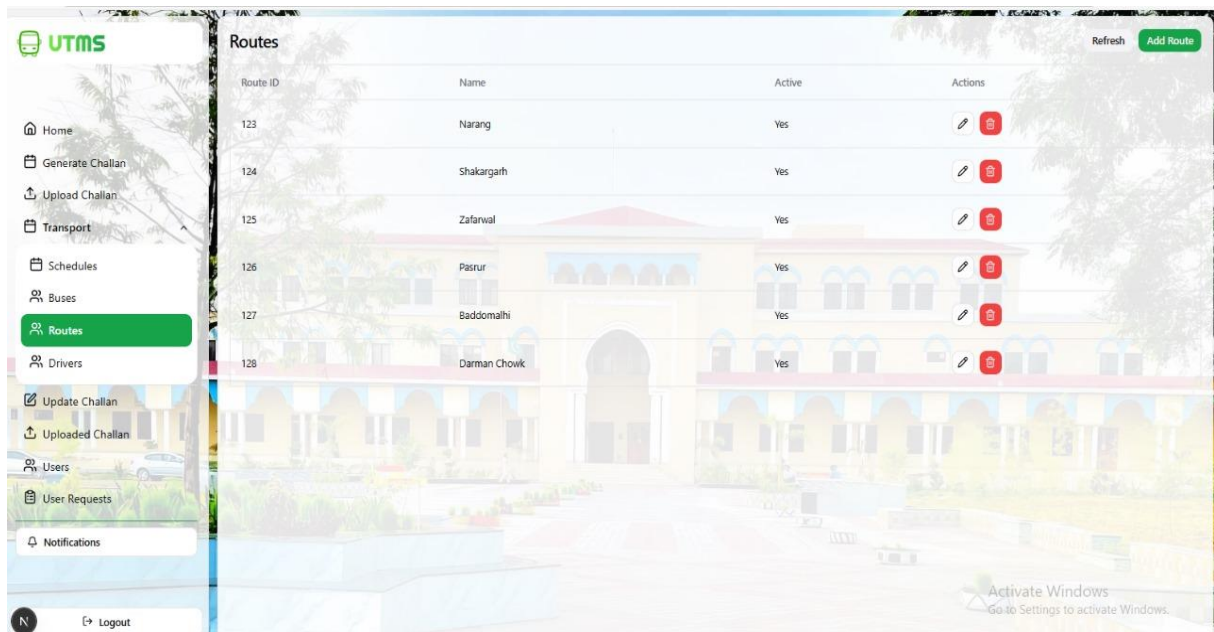 UTMS
Home
Generate Challan
Upload Challan
Transport
Schedules
Buses
Routes
Drivers
Update Challan
Uploaded Challan
Users
User Requests
Notifications
N
Logout
Routes
Refresh
Add Route
Route ID Name Active Actions
123 Narang Yes
124 Shakargarh Yes
125 Zafarwal Yes
126 Pasrur Yes
127 Baddomalhi Yes
128 Darman Chowk Yes
Activate Windows
Go to Settings to activate Windows.